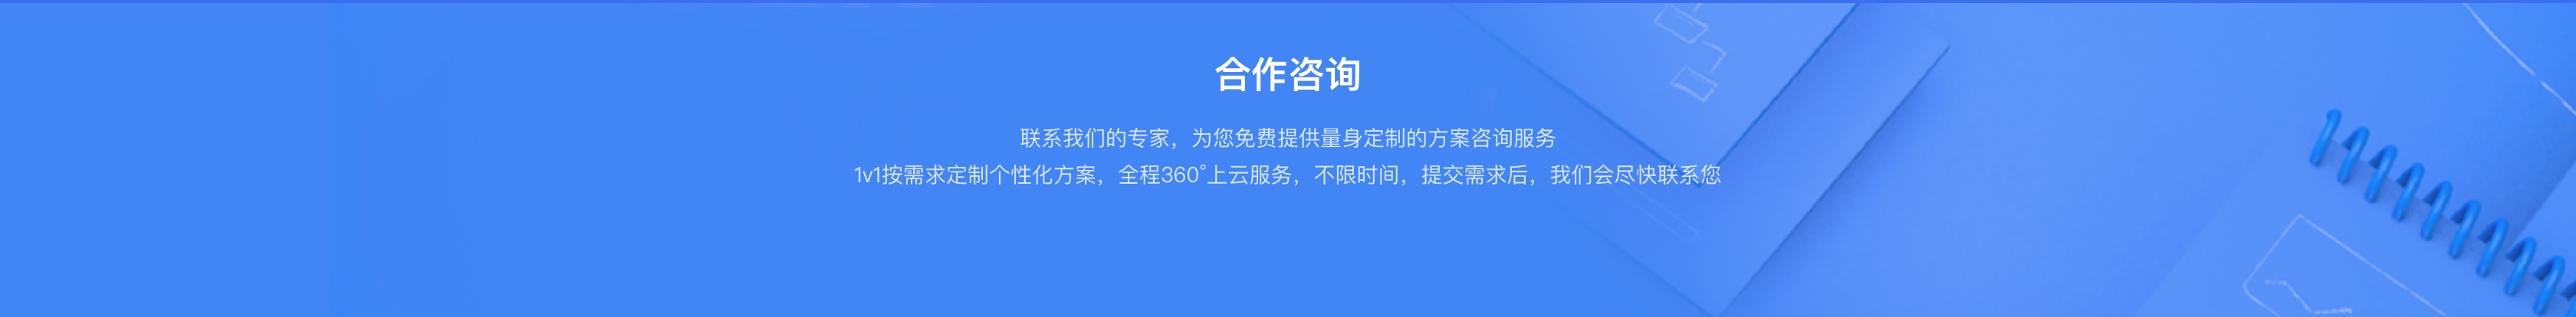 合作咨询
联系我们的专家，为您免费提供量身定制的方案咨询服务
1v1按需求定制个性化方案，全程360°上云服务，不限时间，提交需求后，我们会尽快联系您